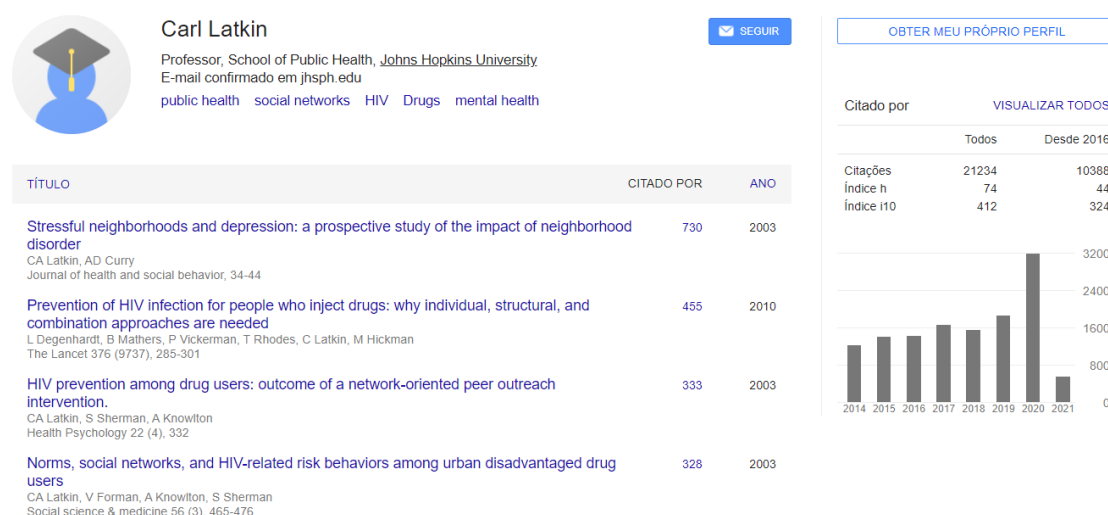 Carl Latkin
SEGUIR
Professor, School of Public Health, Johns Hopkins University
E-mail confirmado em jhsph.edu
public health social networks HIV Drugs mental health
TÍTULO CITADO POR ANO
Stressful neighborhoods and depression: a prospective study of the impact of neighborhood 730 2003
disorder
CA Latkin, AD Curry
Journal of health and social behavior, 34-44
Prevention of HIV infection for people who inject drugs: why individual, structural, and 455 2010
combination approaches are needed
L Degenhardt, B Mathers, P Vickerman, T Rhodes, C Latkin, M Hickman
The Lancet 376 (9737), 285-301
HIV prevention among drug users: outcome of a network-oriented peer outreach 333 2003
intervention.
CA Latkin, S Sherman, A Knowlton
Health Psychology 22 (4), 332
Norms, social networks, and HIV-related risk behaviors among urban disadvantaged drug 328 2003
users
CA Latkin, V Forman, A Knowlton, S Sherman
Social science & medicine 56 (3), 465-476
OBTER MEU PRÓPRIO PERFIL
Citado por VISUALIZAR TODOS
Todos Desde 2016
Citações 21234 10388
Índice h 74 44
Índice i10 412 324
3200
2400
1600
800
0
2014 2015 2016 2017 2018 2019 2020 2021